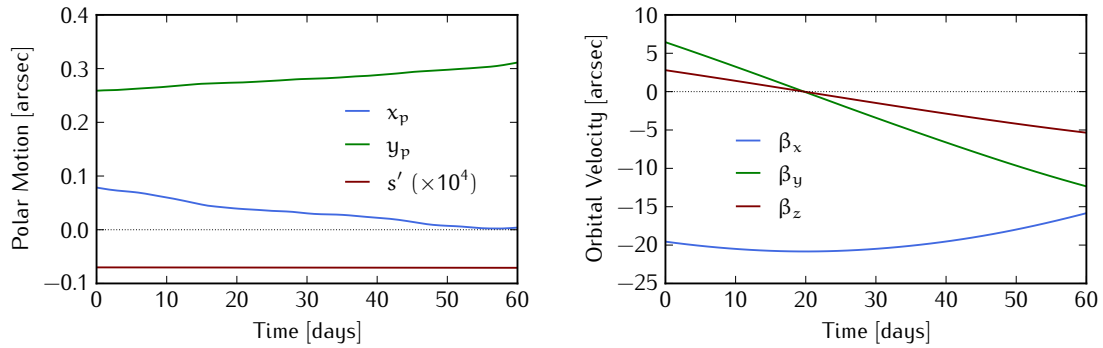 0.4
0.3
0.2
0.1
0.0
−0.1
Polar Motion [arcsec]
xₚ
yₚ
s′ (×10⁴)
0 10 20 30 40 50 60
Time [days]
10
5
0
−5
−10
−15
−20
−25
Orbital Velocity [arcsec]
βₓ
β_y
β_z
0 10 20 30 40 50 60
Time [days]